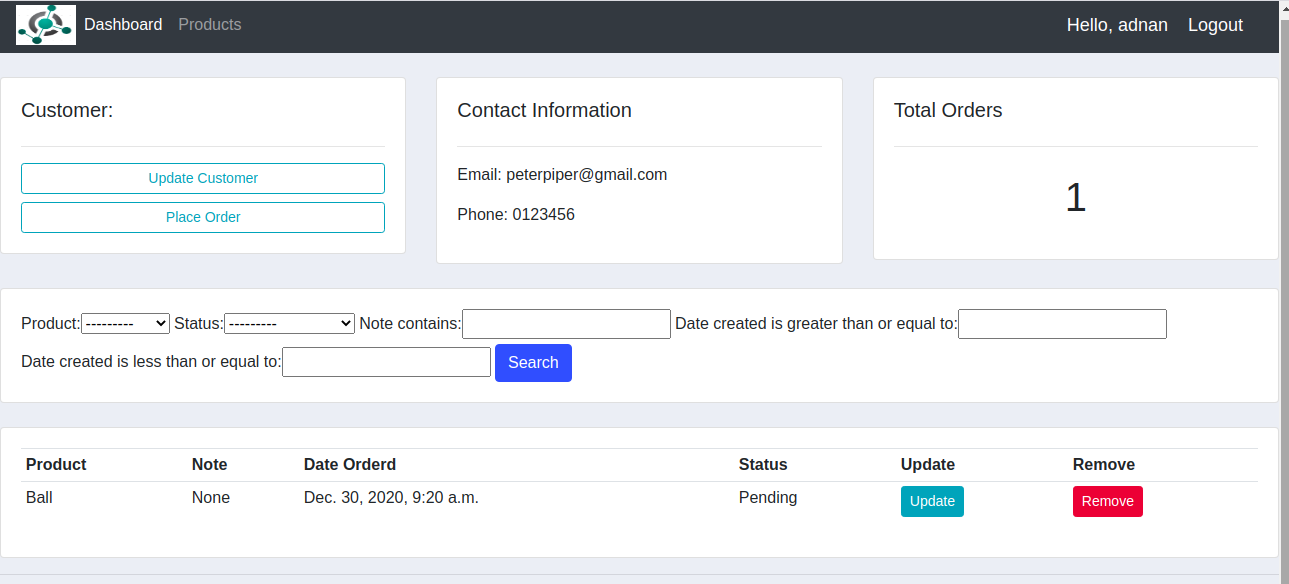 Dashboard Products Hello, adnan Logout
Customer: Contact Information Total Orders
Update Customer
Place Order
Email: peterpiper@gmail.com
Phone: 0123456
1
Product: --------- Status: --------- Note contains: Date created is greater than or equal to:
Date created is less than or equal to: Search
Product Note Date Orderd Status Update Remove
Ball None Dec. 30, 2020, 9:20 a.m. Pending Update Remove